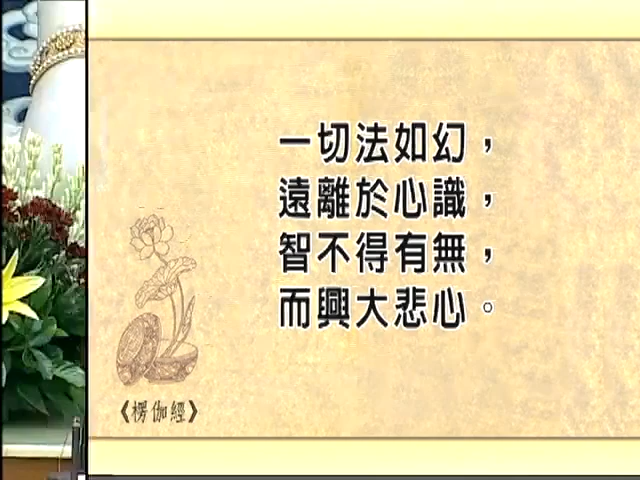 一切法如幻，
遠離於心識，
智不得有無，
而興大悲心。
《楞伽經》